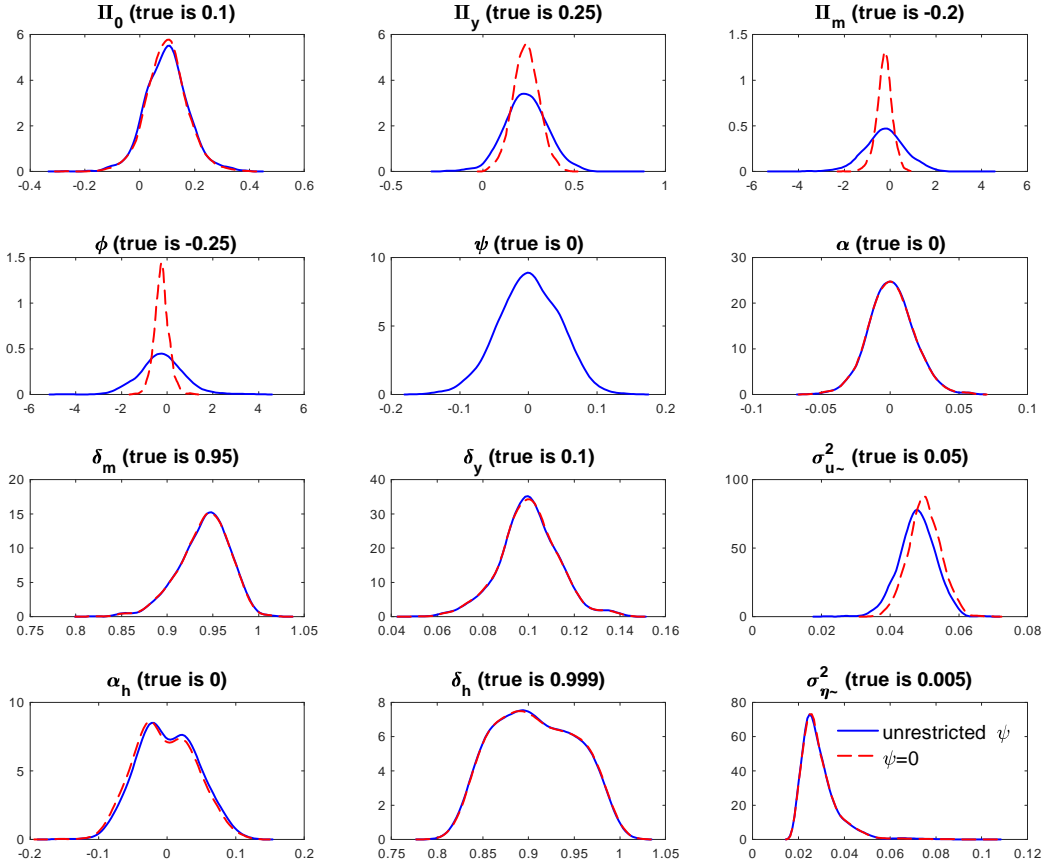 Π0 (true is 0.1)
Πy (true is 0.25)
Πm (true is -0.2)
6
4
2
0
-0.4 -0.2 0 0.2 0.4 0.6
6
4
2
0
-0.5 0 0.5 1
1.5
1
0.5
0
-6 -4 -2 0 2 4 6
ϕ (true is -0.25)
ψ (true is 0)
α (true is 0)
1.5
1
0.5
0
-6 -4 -2 0 2 4 6
10
5
0
-0.2 -0.1 0 0.1 0.2
30
20
10
0
-0.1 -0.05 0 0.05 0.1
δm (true is 0.95)
δy (true is 0.1)
σ²u~ (true is 0.05)
20
15
10
5
0
0.75 0.8 0.85 0.9 0.95 1 1.05
40
30
20
10
0
0.04 0.06 0.08 0.1 0.12 0.14 0.16
100
50
0
0 0.02 0.04 0.06 0.08
αh (true is 0)
δh (true is 0.999)
σ²η~ (true is 0.005)
10
5
0
-0.2 -0.1 0 0.1 0.2
8
6
4
2
0
0.75 0.8 0.85 0.9 0.95 1 1.05
80
60
40
20
0
0 0.02 0.04 0.06 0.08 0.1 0.12
unrestricted ψ
ψ=0